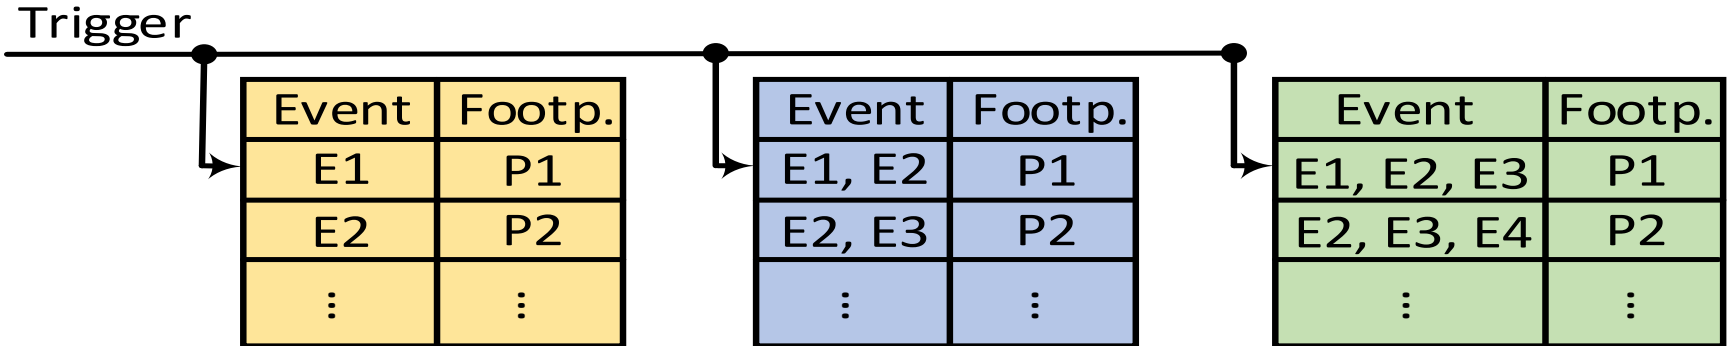 Trigger
Event Footp. Event Footp. Event Footp.
E1 P1 E1, E2 P1 E1, E2, E3 P1
E2 P2 E2, E3 P2 E2, E3, E4 P2
⋮ ⋮ ⋮ ⋮ ⋮ ⋮